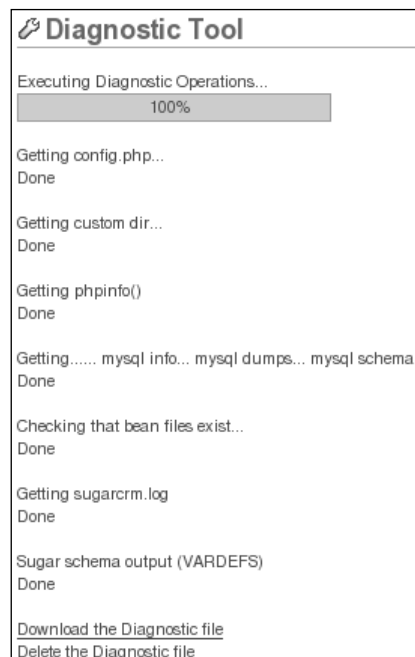 Diagnostic Tool
Executing Diagnostic Operations...
100%
Getting config.php...
Done
Getting custom dir...
Done
Getting phpinfo()
Done
Getting...... mysql info... mysql dumps... mysql schema
Done
Checking that bean files exist...
Done
Getting sugarcrm.log
Done
Sugar schema output (VARDEFS)
Done
Download the Diagnostic file
Delete the Diagnostic file